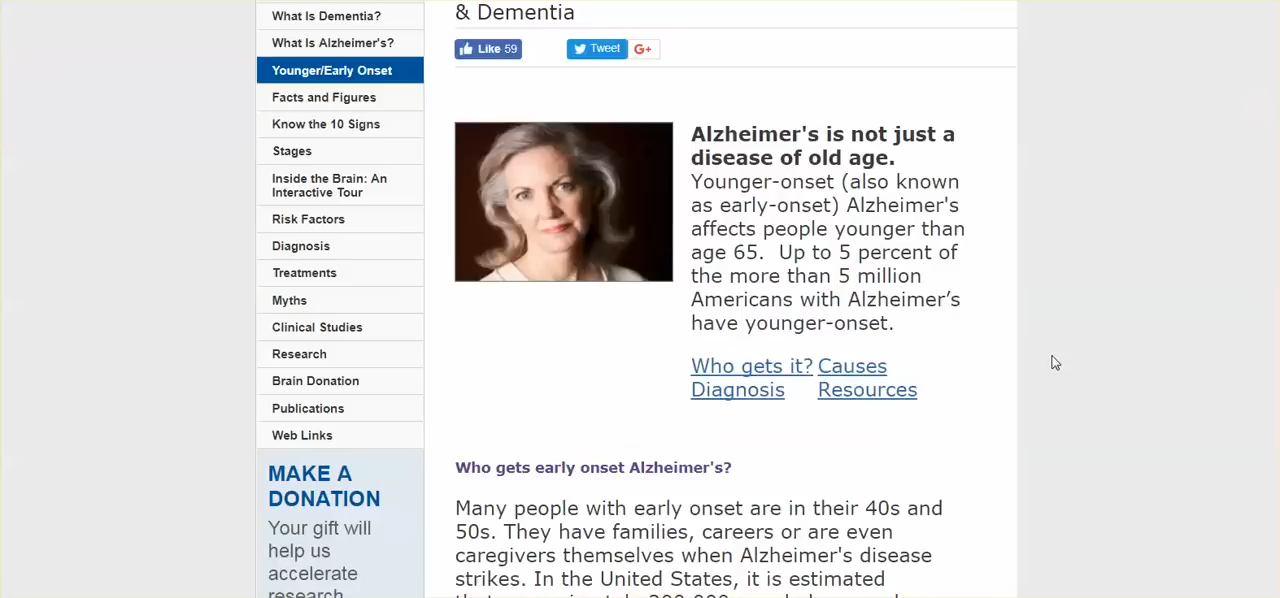 What Is Dementia?
What Is Alzheimer's?
Younger/Early Onset
Facts and Figures
Know the 10 Signs
Stages
Inside the Brain: An
Interactive Tour
Risk Factors
Diagnosis
Treatments
Myths
Clinical Studies
Research
Brain Donation
Publications
Web Links
MAKE A
DONATION
Your gift will
help us
accelerate
research
& Dementia
Like 59
Tweet
G+
Alzheimer's is not just a
disease of old age.
Younger-onset (also known
as early-onset) Alzheimer's
affects people younger than
age 65. Up to 5 percent of
the more than 5 million
Americans with Alzheimer’s
have younger-onset.
Who gets it? Causes
Diagnosis Resources
Who gets early onset Alzheimer's?
Many people with early onset are in their 40s and
50s. They have families, careers or are even
caregivers themselves when Alzheimer's disease
strikes. In the United States, it is estimated